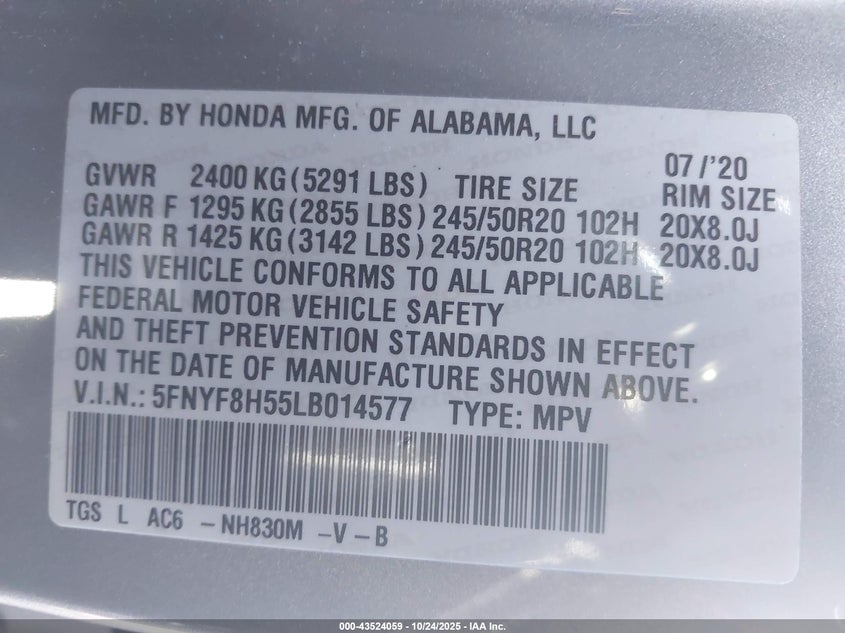 MFD. BY HONDA MFG. OF ALABAMA, LLC
07/'20
GVWR 2400 KG (5291 LBS) TIRE SIZE RIM SIZE
GAWR F 1295 KG (2855 LBS) 245/50R20 102H 20X8.0J
GAWR R 1425 KG (3142 LBS) 245/50R20 102H 20X8.0J
THIS VEHICLE CONFORMS TO ALL APPLICABLE
FEDERAL MOTOR VEHICLE SAFETY
AND THEFT PREVENTION STANDARDS IN EFFECT
ON THE DATE OF MANUFACTURE SHOWN ABOVE.
V.I.N.: 5FNYF8H55LB014577 TYPE: MPV
TGS L AC6 -NH830M -V-B
000-43524059 - 10/24/2025 - IAA Inc.